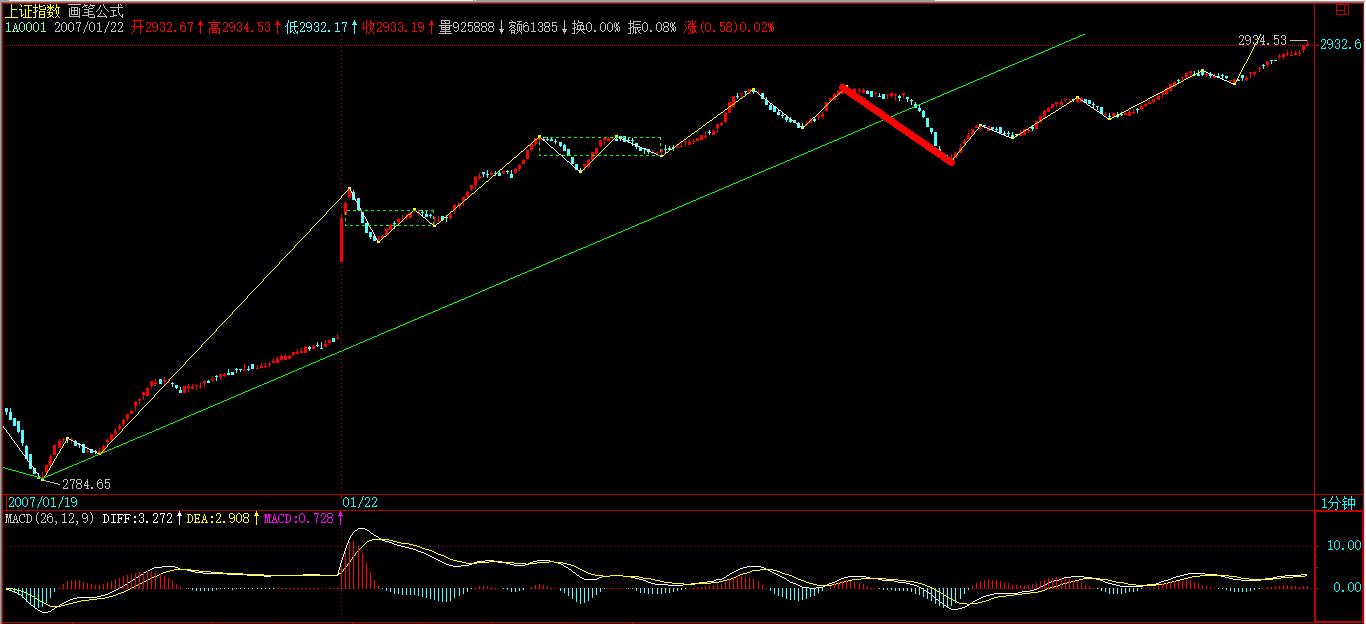 上证指数 画笔公式
1A0001 2007/01/22 开2932.67↑高2934.53↑低2932.17↑收2933.19↑量925888↓额61385↓换0.00% 振0.08% 涨(0.58)0.02%
2934.53
2932.6
2784.65
2007/01/19 01/22 1分钟
MACD(26,12,9) DIFF:3.272↑DEA:2.908↑MACD:0.728↑
10.00
0.00